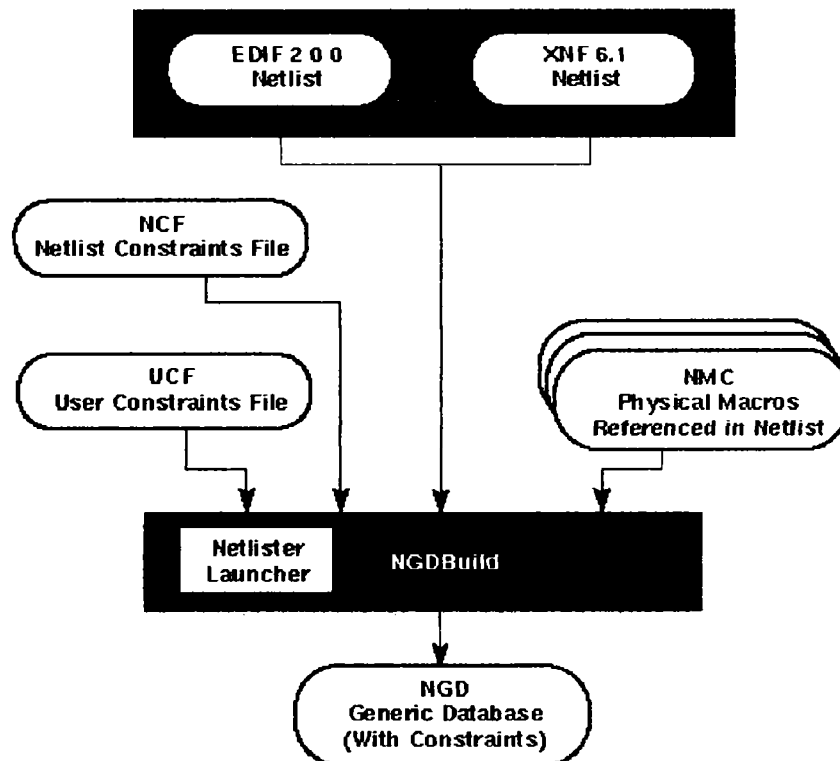 EDIF 2 0 0
Netlist
XNF 6.1
Netlist
NCF
Netlist Constraints File
UCF
User Constraints File
NMC
Physical Macros
Referenced in Netlist
Netlister
Launcher
NGDBuild
NGD
Generic Database
(With Constraints)